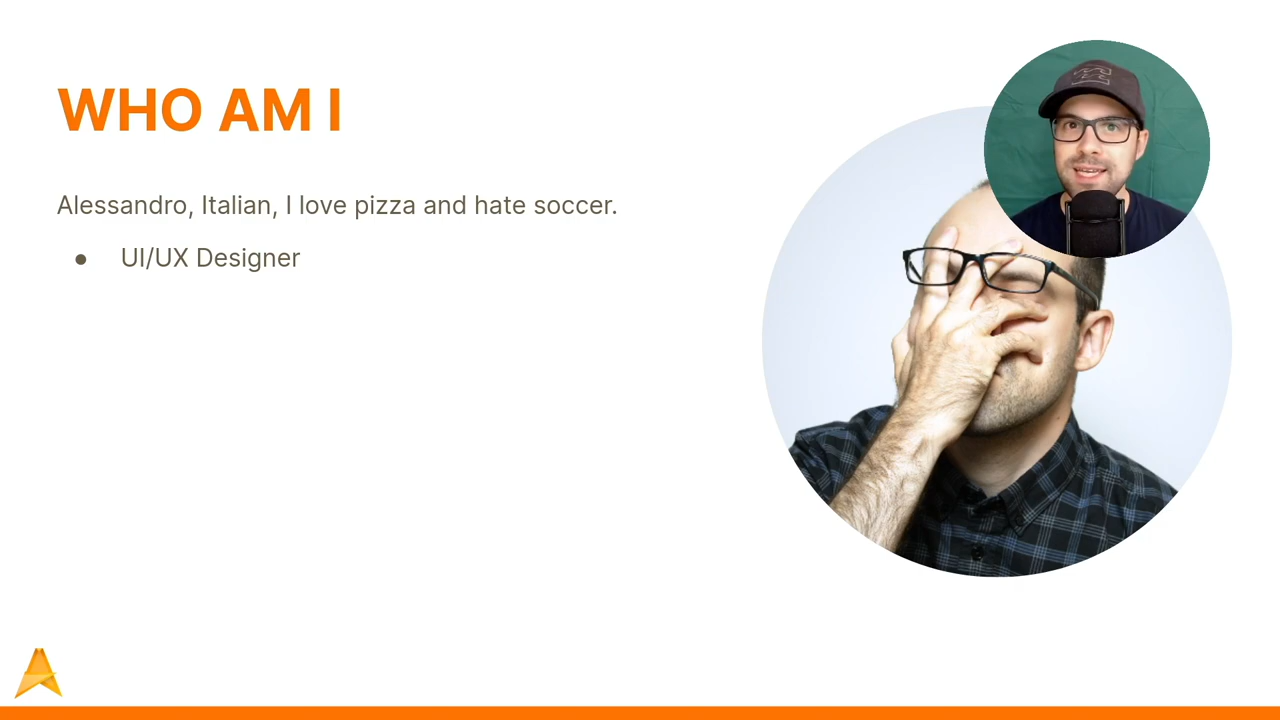 WHO AM I
Alessandro, Italian, I love pizza and hate soccer.
● UI/UX Designer